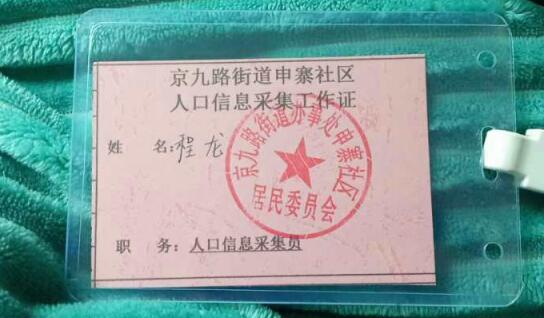 京九路街道申寨社区
人口信息采集工作证
姓 名:程龙
京九路街道办事处申寨社区
居民委员会
职 务:人口信息采集员